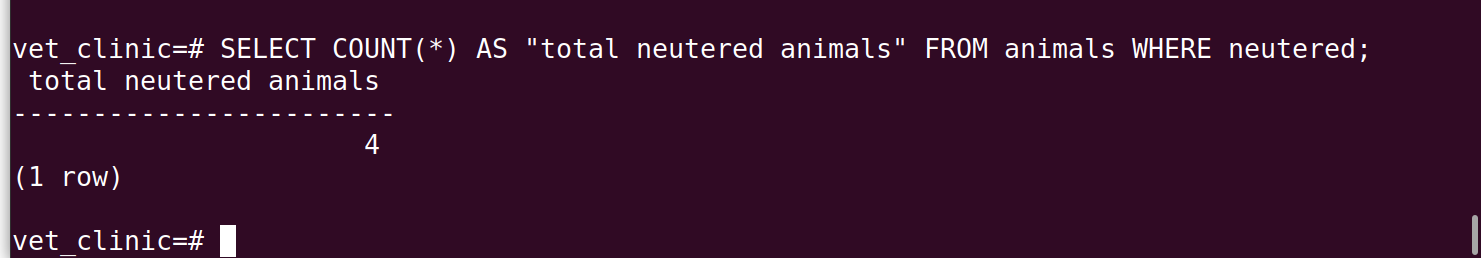 vet_clinic=# SELECT COUNT(*) AS "total neutered animals" FROM animals WHERE neutered;
 total neutered animals
------------------------
                      4
(1 row)

vet_clinic=#